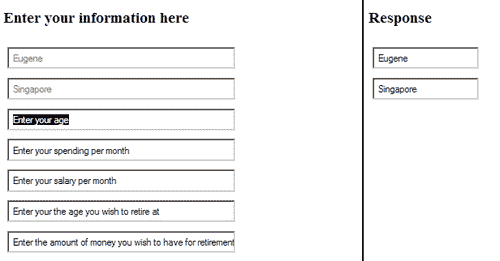 Enter your information here
Eugene
Singapore
Enter your age
Enter your spending per month
Enter your salary per month
Enter your the age you wish to retire at
Enter the amount of money you wish to have for retirement
Response
Eugene
Singapore